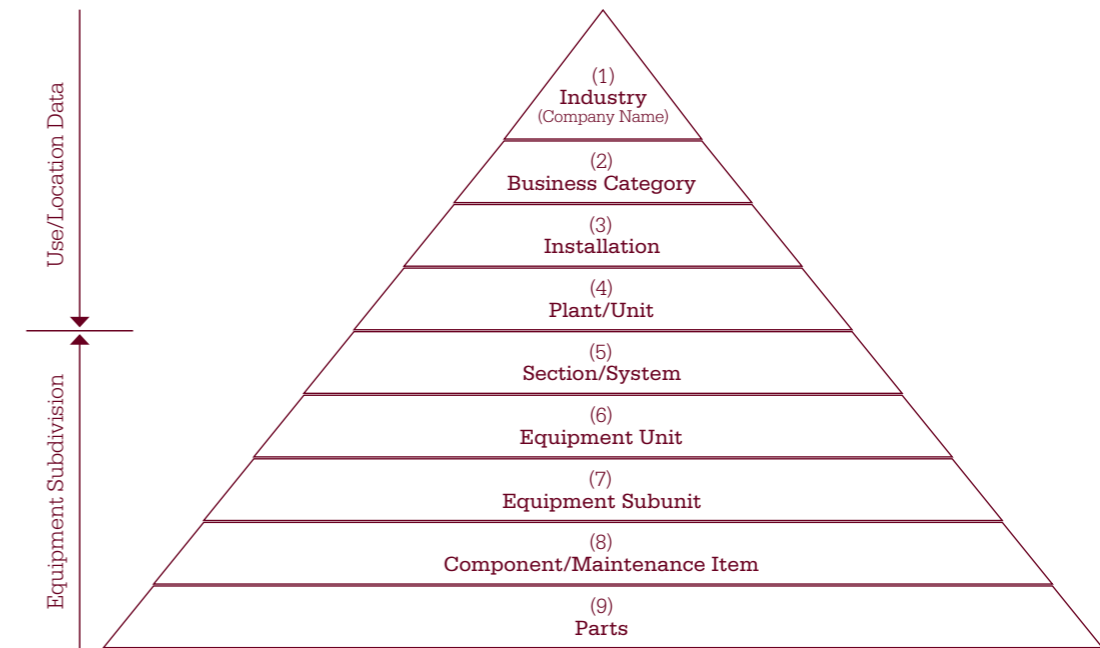 Use/Location Data
Equipment Subdivision
(1)
Industry
(Company Name)
(2)
Business Category
(3)
Installation
(4)
Plant/Unit
(5)
Section/System
(6)
Equipment Unit
(7)
Equipment Subunit
(8)
Component/Maintenance Item
(9)
Parts